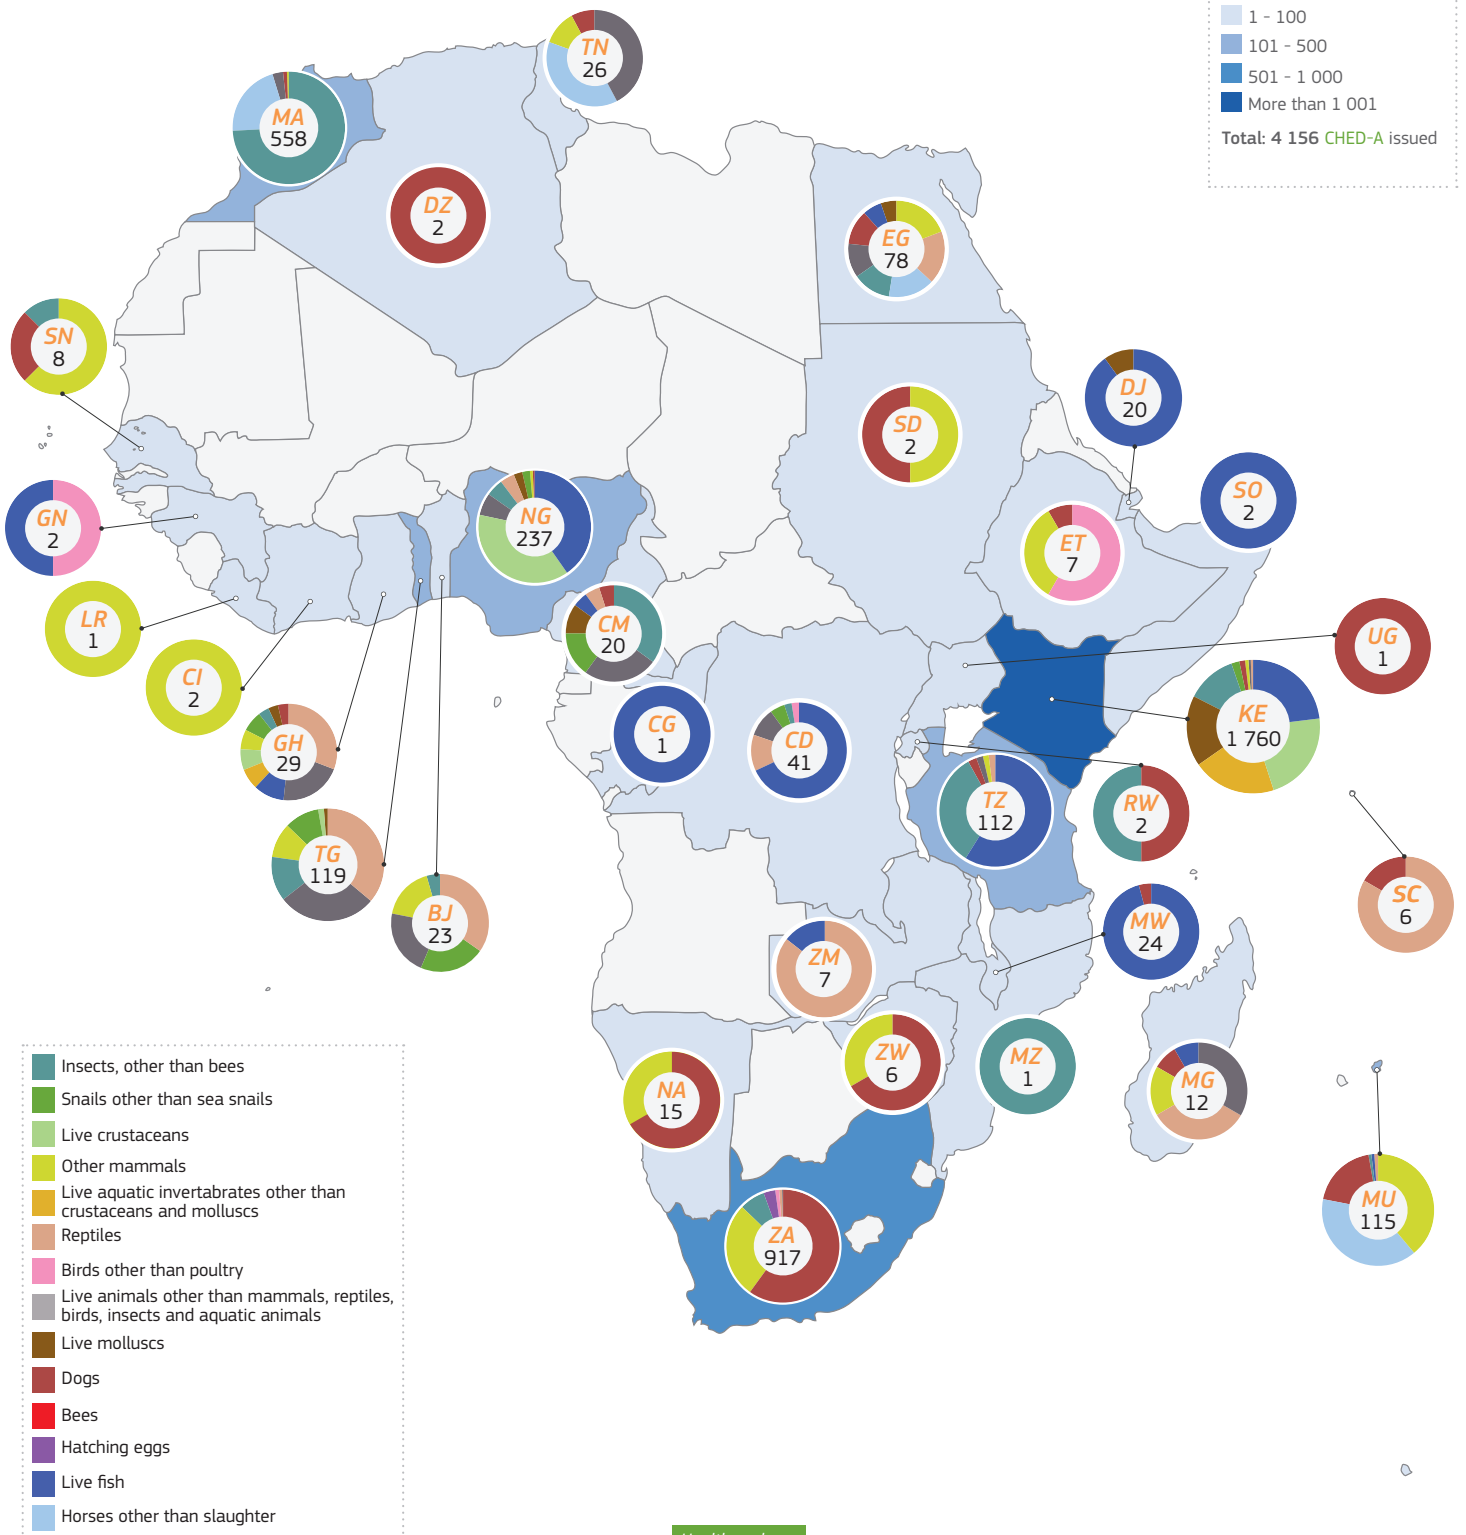 1 - 100
101 - 500
501 - 1 000
More than 1 001
Total: 4 156 CHED-A issued
TN
26
MA
558
DZ
2
EG
78
SN
8
DJ
20
SD
2
SO
2
GN
2
NG
237
ET
7
LR
1
CM
20
UG
1
CI
2
CG
1
CD
41
KE
1 760
GH
29
TZ
112
RW
2
TG
119
SC
6
BJ
23
MW
24
ZM
7
ZW
6
MZ
1
NA
15
MG
12
MU
115
ZA
917
Insects, other than bees
Snails other than sea snails
Live crustaceans
Other mammals
Live aquatic invertabrates other than
crustaceans and molluscs
Reptiles
Birds other than poultry
Live animals other than mammals, reptiles,
birds, insects and aquatic animals
Live molluscs
Dogs
Bees
Hatching eggs
Live fish
Horses other than slaughter